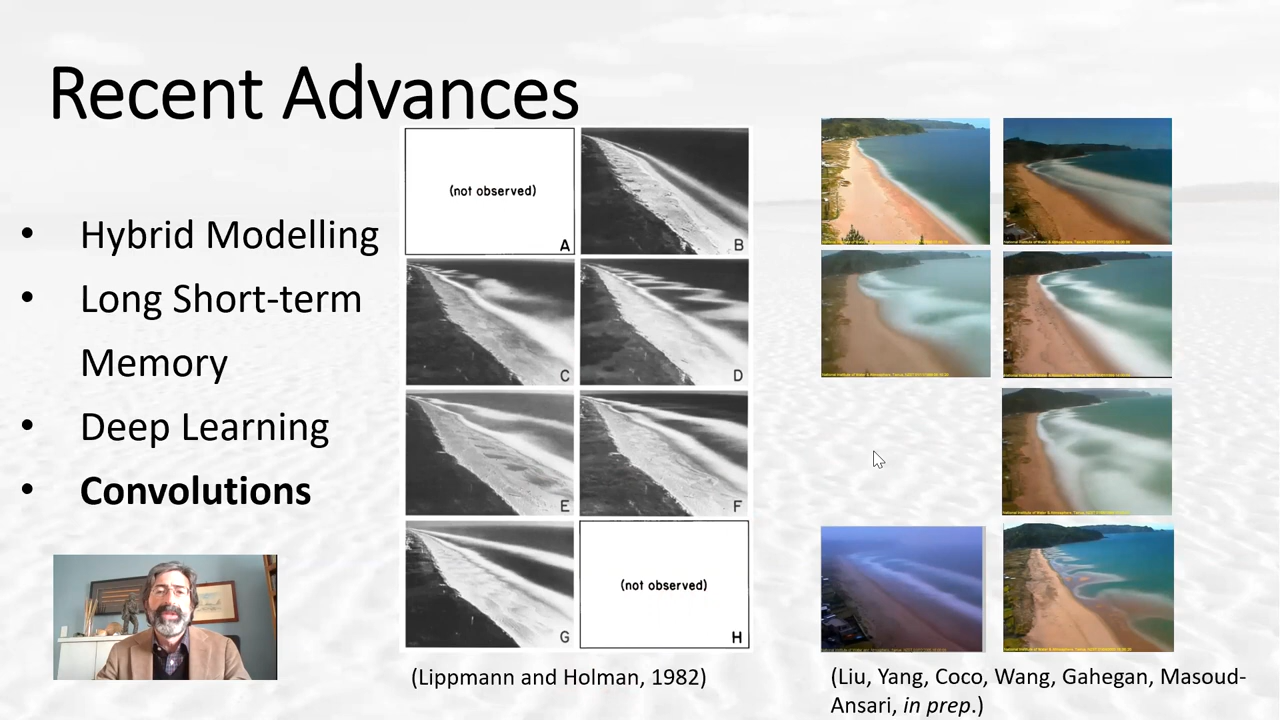 Recent Advances
• Hybrid Modelling
• Long Short-term
Memory
• Deep Learning
• Convolutions
(not observed)
A
B
C
D
E
F
G
(not observed)
H
(Lippmann and Holman, 1982)
(Liu, Yang, Coco, Wang, Gahegan, Masoud-
Ansari, in prep.)